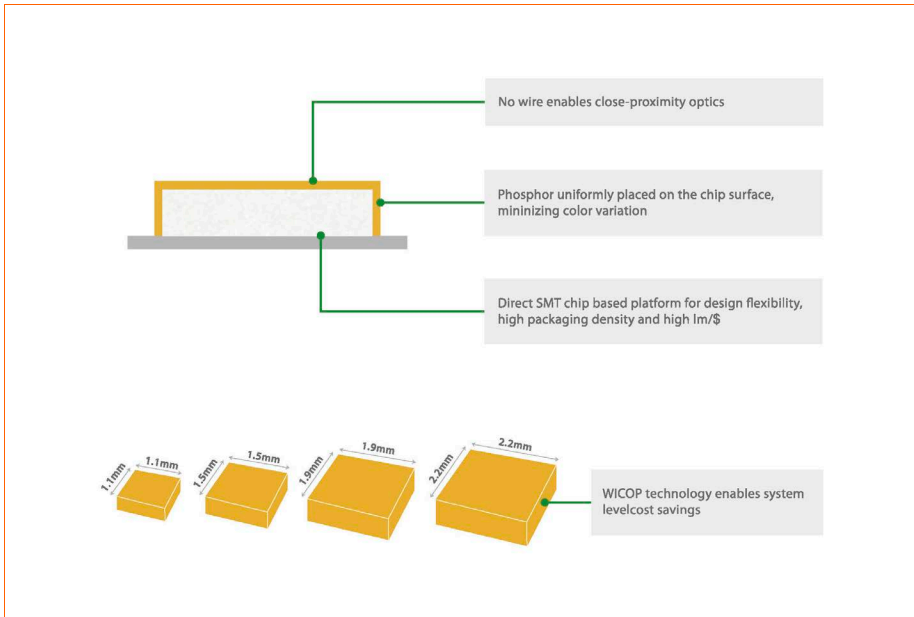 No wire enables close-proximity optics
Phosphor uniformly placed on the chip surface,
mininizing color variation
Direct SMT chip based platform for design flexibility,
high packaging density and high lm/$
1.1mm
1.1mm
1.5mm
1.5mm
1.9mm
1.9mm
2.2mm
2.2mm
WICOP technology enables system
levelcost savings